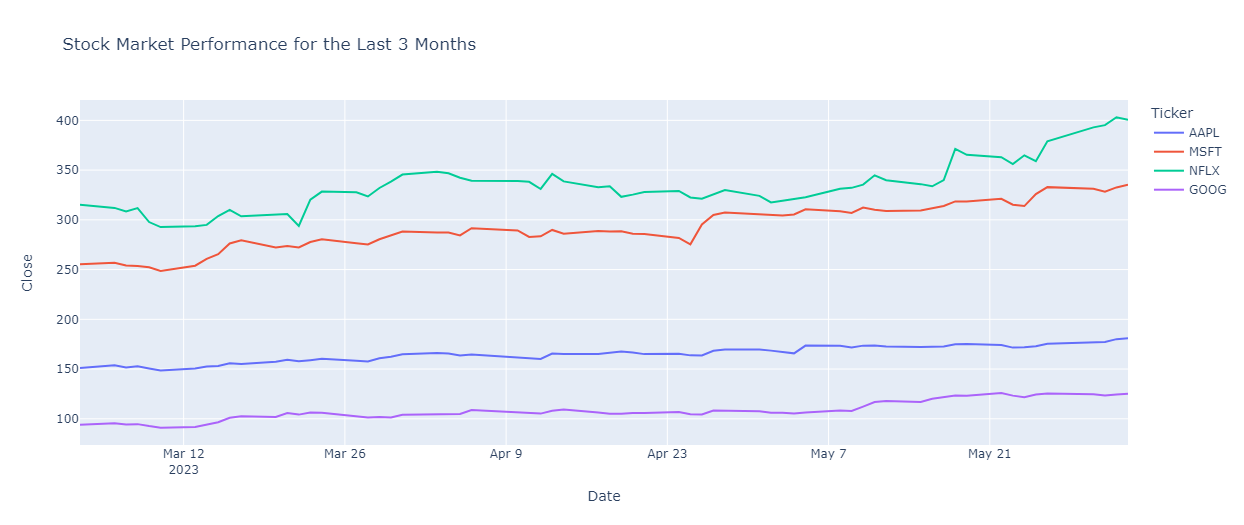 Stock Market Performance for the Last 3 Months
Ticker
AAPL
MSFT
NFLX
GOOG
Close
400
350
300
250
200
150
100
Mar 12
2023
Mar 26
Apr 9
Apr 23
May 7
May 21
Date